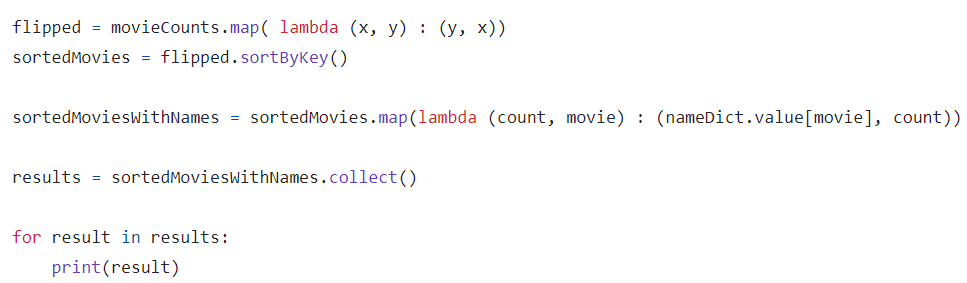 flipped = movieCounts.map( lambda (x, y) : (y, x))
sortedMovies = flipped.sortByKey()
sortedMoviesWithNames = sortedMovies.map(lambda (count, movie) : (nameDict.value[movie], count))
results = sortedMoviesWithNames.collect()
for result in results:
    print(result)